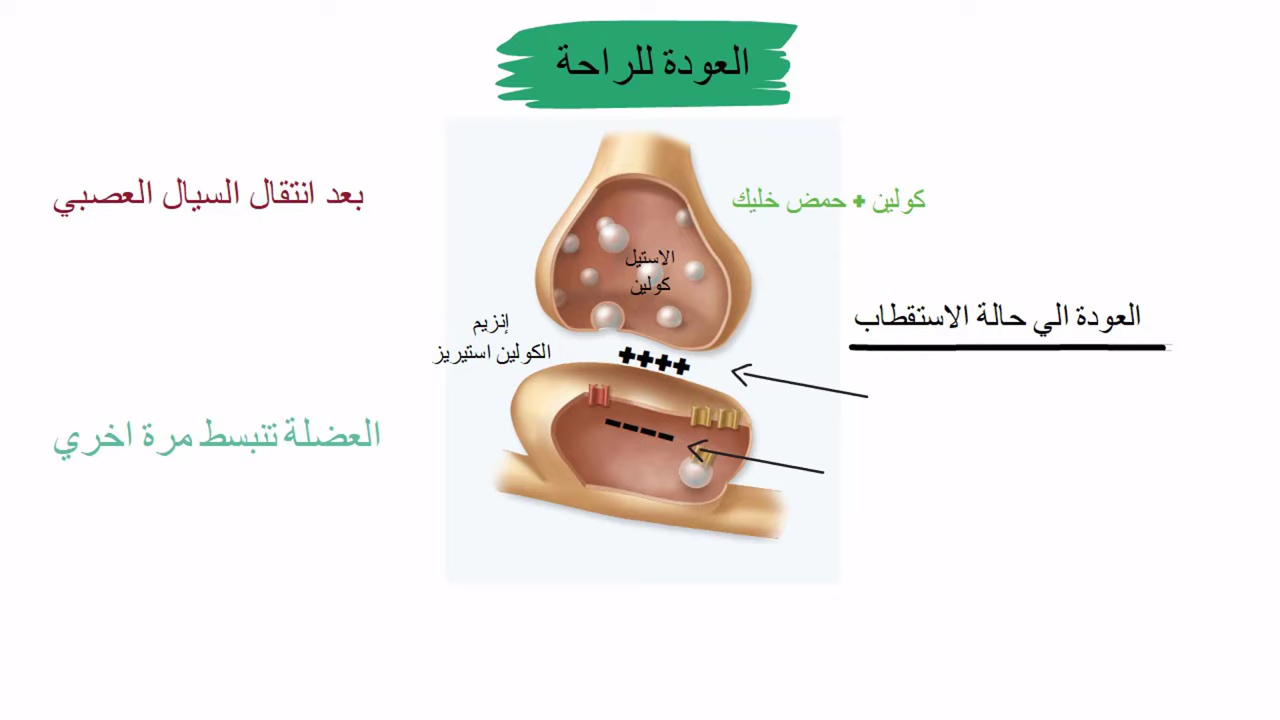 العودة للراحة
بعد انتقال السيال العصبي
كولين + حمض خليك
الاستيل
كولين
العودة الي حالة الاستقطاب
إنزيم
الكولين استيريز
++++
----
العضلة تنبسط مرة اخري